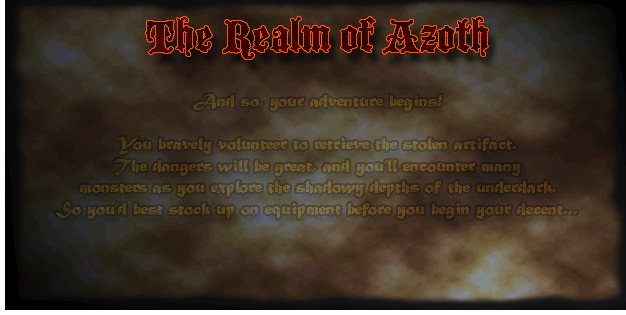 The Realm of Azoth
And so, your adventure begins!
You bravely volunteer to retrieve the stolen artifact.
The dangers will be great, and you'll encounter many
monsters as you explore the shadowy depths of the underdark.
So you'd best stock up on equipment before you begin your decent...